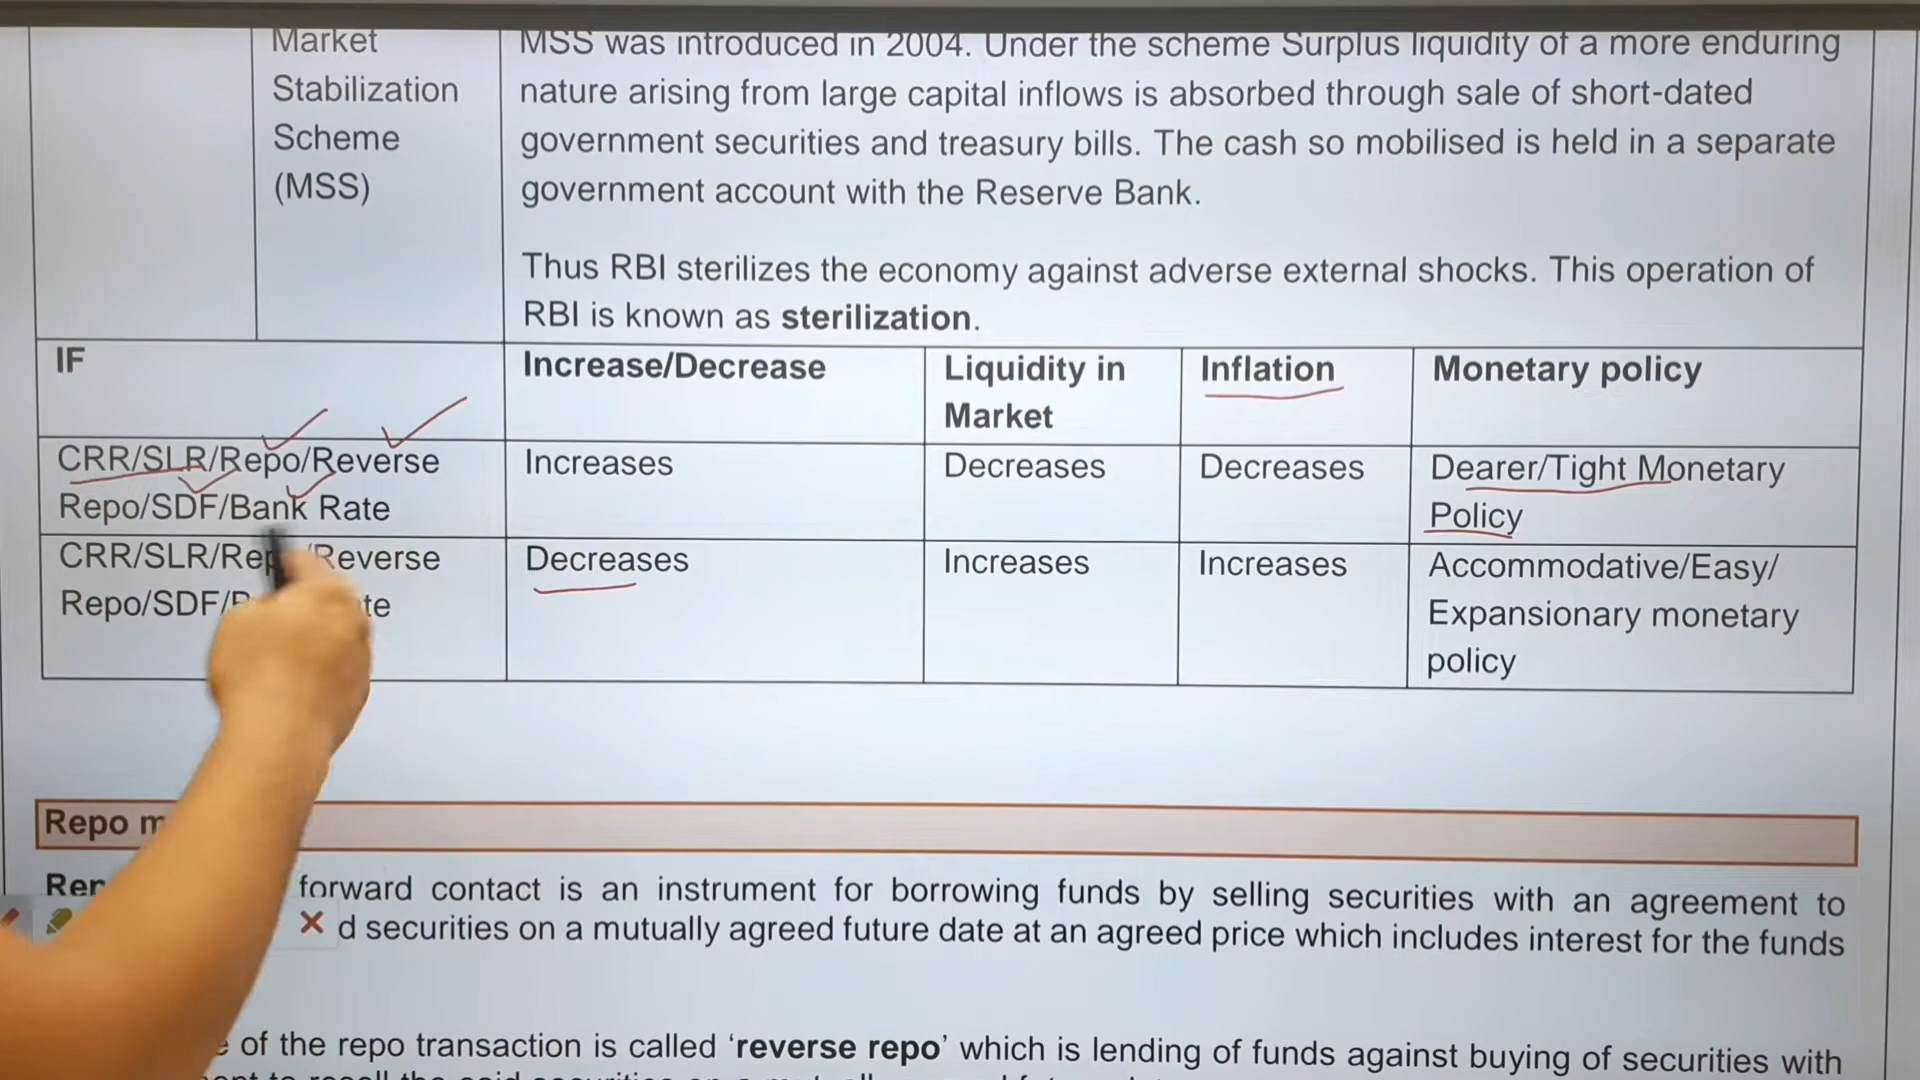 Market
Stabilization
Scheme
(MSS)
MSS was introduced in 2004. Under the scheme Surplus liquidity of a more enduring
nature arising from large capital inflows is absorbed through sale of short-dated
government securities and treasury bills. The cash so mobilised is held in a separate
government account with the Reserve Bank.
Thus RBI sterilizes the economy against adverse external shocks. This operation of
RBI is known as sterilization.
IF
Increase/Decrease
Liquidity in
Market
Inflation
Monetary policy
CRR/SLR/Repo/Reverse
Repo/SDF/Bank Rate
Increases
Decreases
Decreases
Dearer/Tight Monetary
Policy
CRR/SLR/Rep Reverse
Repo/SDF/ te
Decreases
Increases
Increases
Accommodative/Easy/
Expansionary monetary
policy
Repo m
forward contact is an instrument for borrowing funds by selling securities with an agreement to
d securities on a mutually agreed future date at an agreed price which includes interest for the funds
of the repo transaction is called ‘reverse repo’ which is lending of funds against buying of securities with